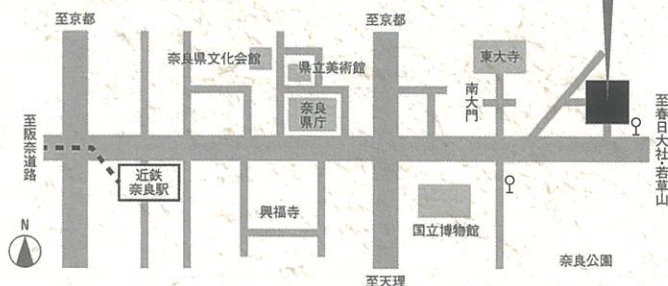 至京都
至京都
奈良県文化会館
県立美術館
東大寺
奈良
県庁
南大門
至春日大社・若草山
至阪奈道路
近鉄
奈良駅
興福寺
国立博物館
N
奈良公園
至天理